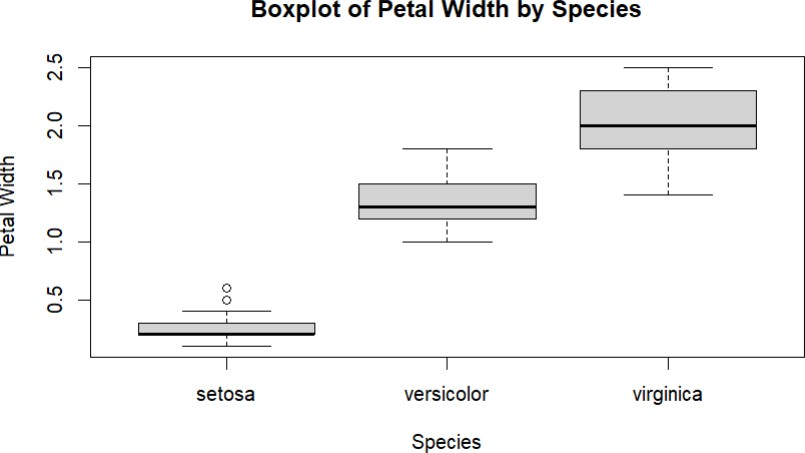 Boxplot of Petal Width by Species
Petal Width
2.5
2.0
1.5
1.0
0.5
setosa versicolor virginica
Species